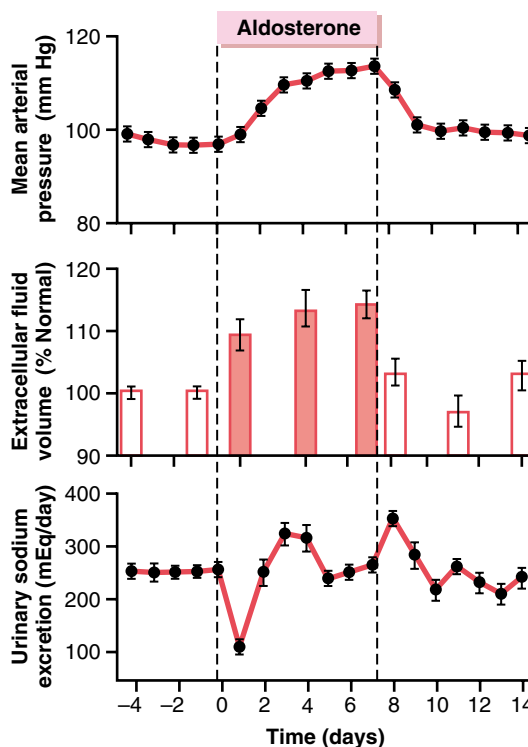 Aldosterone
Mean arterial
pressure (mm Hg)
120
100
80
Extracellular fluid
volume (% Normal)
120
110
100
90
Urinary sodium
excretion (mEq/day)
400
300
200
100
–4 –2 0 2 4 6 8 10 12 14
Time (days)